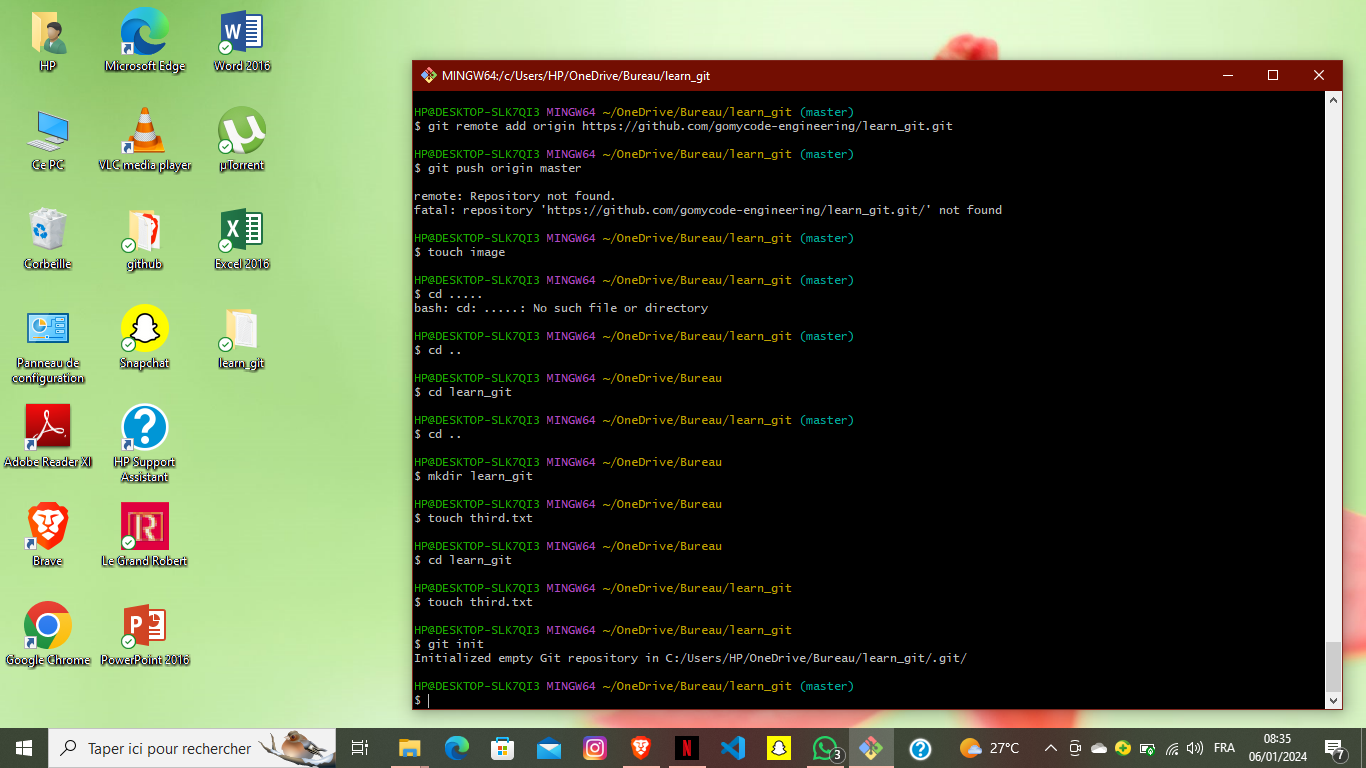 HP
Microsoft Edge
Word 2016
Ce PC
VLC media player
µTorrent
Corbeille
github
Excel 2016
Panneau de
configuration
Snapchat
learn_git
Adobe Reader XI
HP Support
Assistant
Brave
Le Grand Robert
Google Chrome
PowerPoint 2016
MINGW64:/c/Users/HP/OneDrive/Bureau/learn_git
HP@DESKTOP-SLK7QI3 MINGW64 ~/OneDrive/Bureau/learn_git (master)
$ git remote add origin https://github.com/gomycode-engineering/learn_git.git
HP@DESKTOP-SLK7QI3 MINGW64 ~/OneDrive/Bureau/learn_git (master)
$ git push origin master
remote: Repository not found.
fatal: repository 'https://github.com/gomycode-engineering/learn_git.git/' not found
HP@DESKTOP-SLK7QI3 MINGW64 ~/OneDrive/Bureau/learn_git (master)
$ touch image
HP@DESKTOP-SLK7QI3 MINGW64 ~/OneDrive/Bureau/learn_git (master)
$ cd .....
bash: cd: .....: No such file or directory
HP@DESKTOP-SLK7QI3 MINGW64 ~/OneDrive/Bureau/learn_git (master)
$ cd ..
HP@DESKTOP-SLK7QI3 MINGW64 ~/OneDrive/Bureau
$ cd learn_git
HP@DESKTOP-SLK7QI3 MINGW64 ~/OneDrive/Bureau/learn_git (master)
$ cd ..
HP@DESKTOP-SLK7QI3 MINGW64 ~/OneDrive/Bureau
$ mkdir learn_git
HP@DESKTOP-SLK7QI3 MINGW64 ~/OneDrive/Bureau
$ touch third.txt
HP@DESKTOP-SLK7QI3 MINGW64 ~/OneDrive/Bureau
$ cd learn_git
HP@DESKTOP-SLK7QI3 MINGW64 ~/OneDrive/Bureau/learn_git
$ touch third.txt
HP@DESKTOP-SLK7QI3 MINGW64 ~/OneDrive/Bureau/learn_git
$ git init
Initialized empty Git repository in C:/Users/HP/OneDrive/Bureau/learn_git/.git/
HP@DESKTOP-SLK7QI3 MINGW64 ~/OneDrive/Bureau/learn_git (master)
$
Taper ici pour rechercher
3
27°C
FRA
08:35
06/01/2024
7